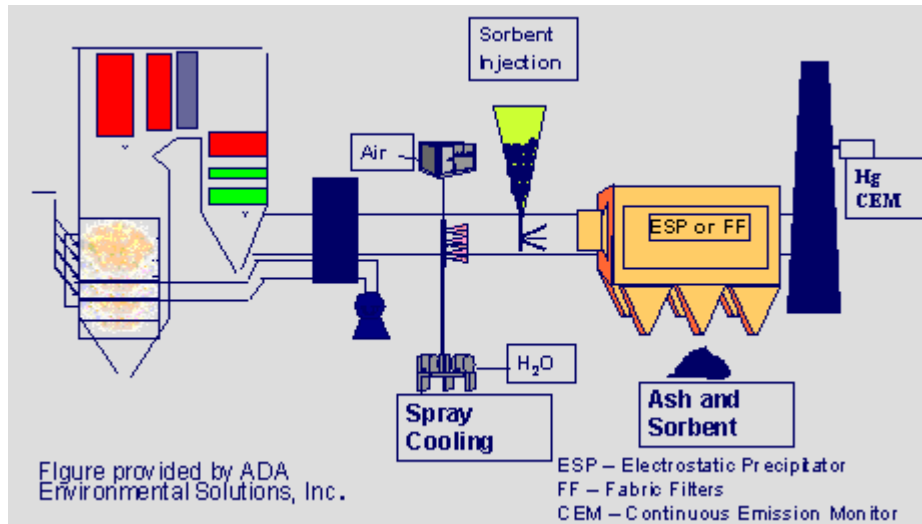 Sorbent
Injection
Air
Hg
CEM
ESP or FF
H₂O
Spray
Cooling
Ash and
Sorbent
FIgure provided by ADA
Environmental Solutions, Inc.
ESP – Electrostatic Precipitator
FF – Fabric Filters
CEM – Continuous Emission Monitor